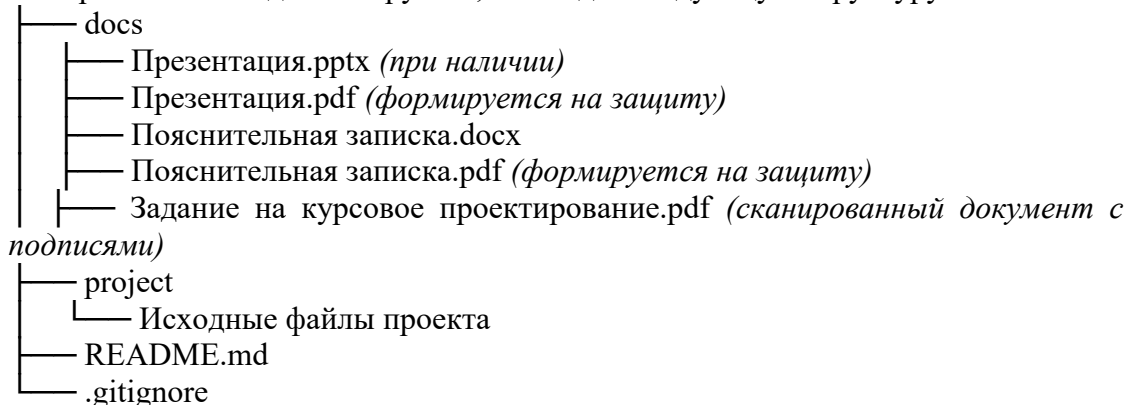 docs
Презентация.pptx (при наличии)
Презентация.pdf (формируется на защиту)
Пояснительная записка.docx
Пояснительная записка.pdf (формируется на защиту)
Задание на курсовое проектирование.pdf (сканированный документ с
подписями)
project
Исходные файлы проекта
README.md
.gitignore